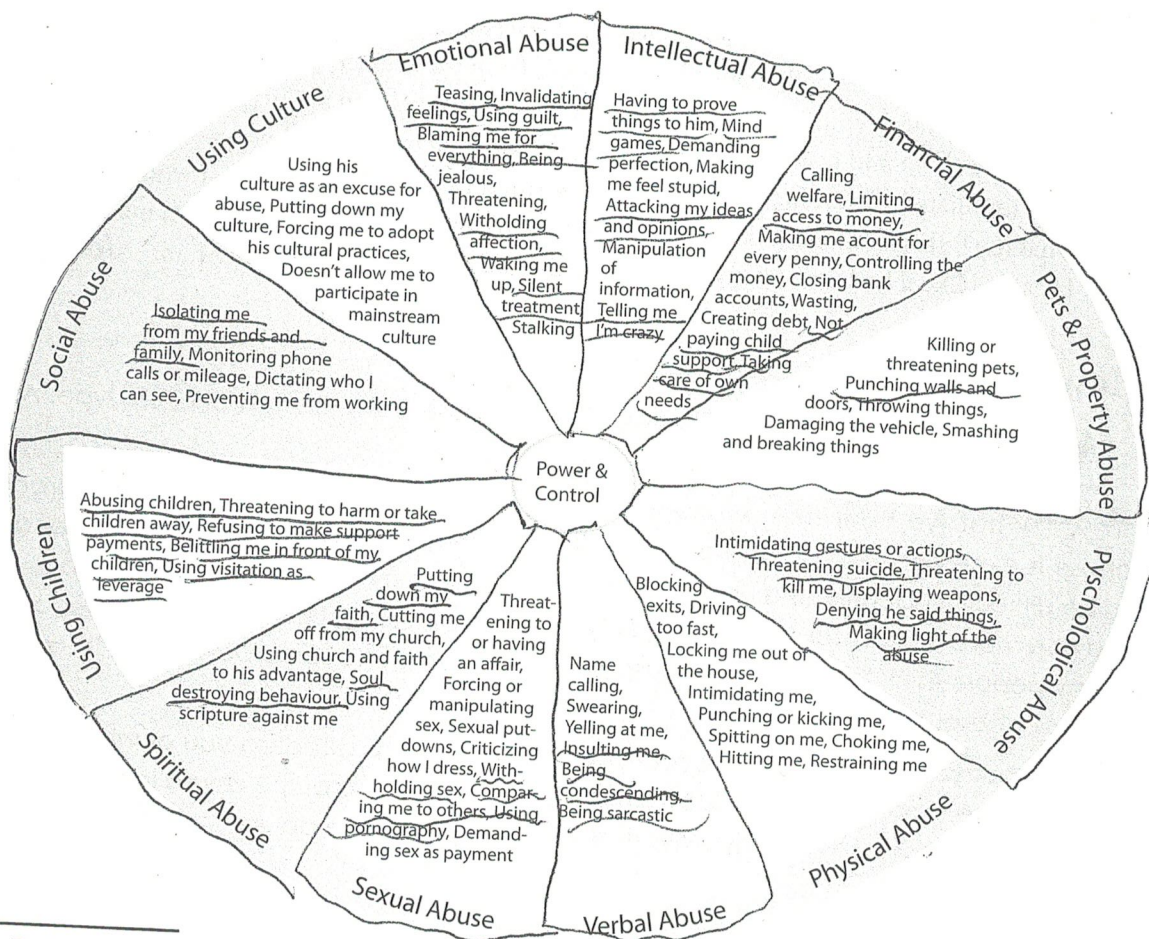 Emotional Abuse
Teasing, Invalidating
feelings, Using guilt,
Blaming me for
everything, Being
jealous,
Threatening,
Witholding
affection,
Waking me
up, Silent
treatment
Stalking
Intellectual Abuse
Having to prove
things to him, Mind
games, Demanding
perfection, Making
me feel stupid,
Attacking my ideas
and opinions,
Manipulation
of
information,
Telling me
I'm crazy
Financial Abuse
Calling
welfare, Limiting
access to money,
Making me acount for
every penny, Controlling the
money, Closing bank
accounts, Wasting,
Creating debt, Not
paying child
support, Taking
care of own
needs
Pets & Property Abuse
Killing or
threatening pets,
Punching walls and
doors, Throwing things,
Damaging the vehicle, Smashing
and breaking things
Pyschological Abuse
Intimidating gestures or actions,
Threatening suicide, Threatening to
kill me, Displaying weapons,
Denying he said things,
Making light of the
abuse
Physical Abuse
Blocking
exits, Driving
too fast,
Locking me out of
the house,
Intimidating me,
Punching or kicking me,
Spitting on me, Choking me,
Hitting me, Restraining me
Verbal Abuse
Name
calling,
Swearing,
Yelling at me,
Insulting me,
Being
condescending,
Being sarcastic
Sexual Abuse
Threat-
ening to
or having
an affair,
Forcing or
manipulating
sex, Sexual put-
downs, Criticizing
how I dress, With-
holding sex, Compar-
ing me to others, Using
pornography, Demand-
ing sex as payment
Spiritual Abuse
Putting
down my
faith, Cutting me
off from my church,
Using church and faith
to his advantage, Soul
destroying behaviour, Using
scripture against me
Using Children
Abusing children, Threatening to harm or take
children away, Refusing to make support
payments, Belittling me in front of my
children, Using visitation as
leverage
Social Abuse
Isolating me
from my friends and
family, Monitoring phone
calls or mileage, Dictating who I
can see, Preventing me from working
Using Culture
Using his
culture as an excuse for
abuse, Putting down my
culture, Forcing me to adopt
his cultural practices,
Doesn't allow me to
participate in
mainstream
culture
Power &
Control